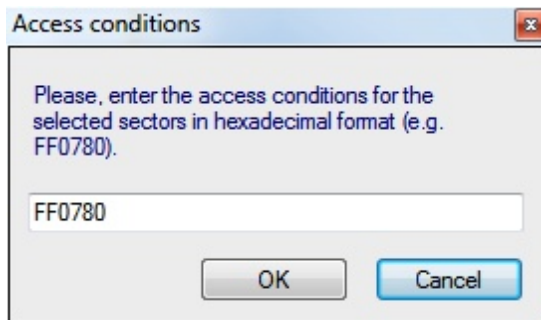 Access conditions
Please, enter the access conditions for the
selected sectors in hexadecimal format (e.g.
FF0780).
FF0780
OK Cancel